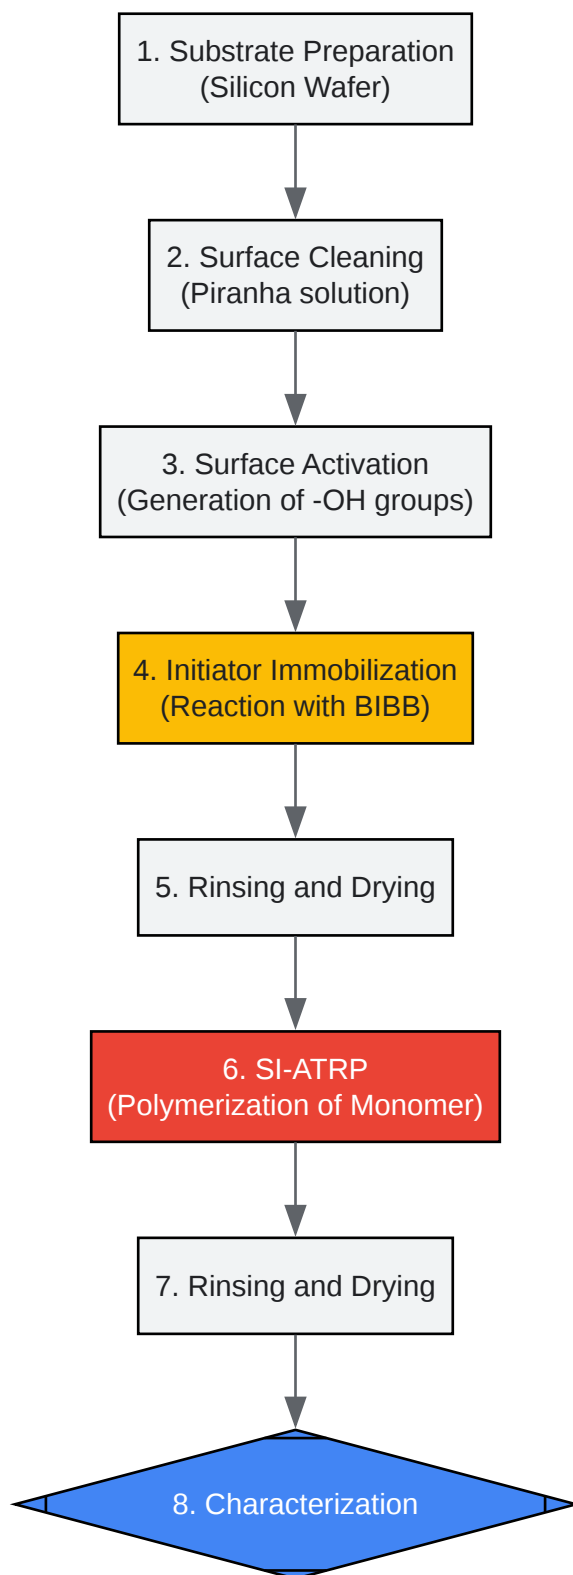 1. Substrate Preparation
(Silicon Wafer)
2. Surface Cleaning
(Piranha solution)
3. Surface Activation
(Generation of -OH groups)
4. Initiator Immobilization
(Reaction with BIBB)
5. Rinsing and Drying
6. SI-ATRP
(Polymerization of Monomer)
7. Rinsing and Drying
8. Characterization